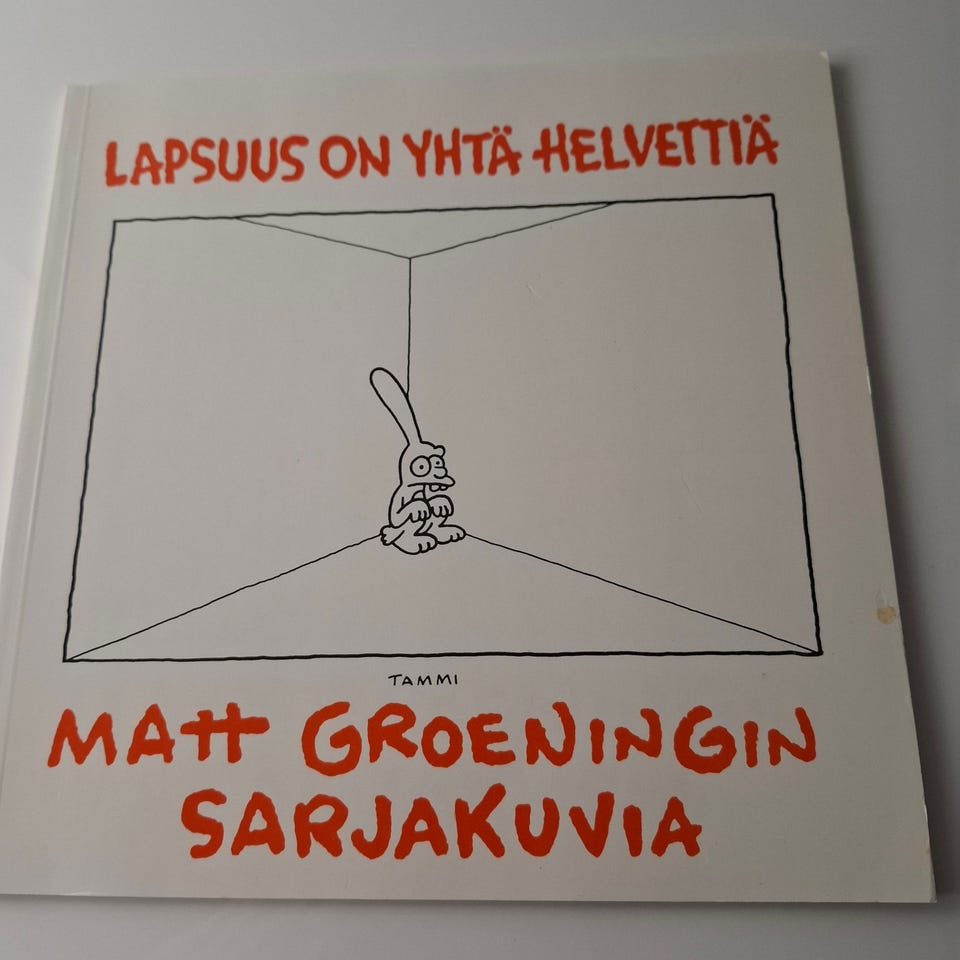 LAPSUUS ON YHTÄ HELVETTIÄ
TAMMI
MATT GROENINGIN
SARJAKUVIA